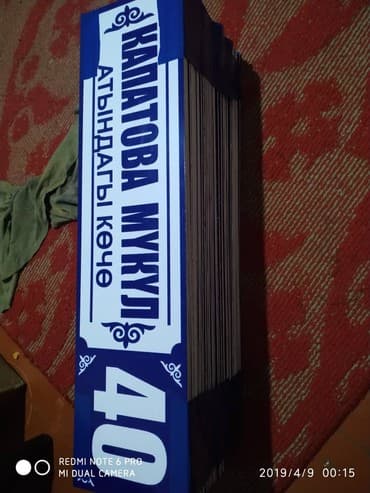 КАПАТОВА МУКУЛ
АТЫНДАГЫ КӨЧӨ
40
REDMI NOTE 6 PRO
MI DUAL CAMERA
2019/4/9 00:15